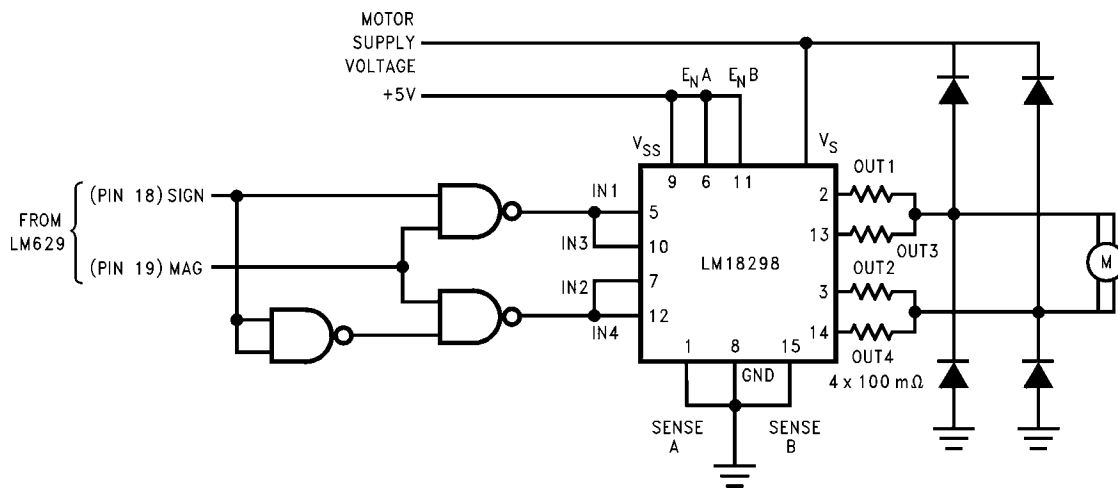 MOTOR
SUPPLY
VOLTAGE
+5V
EN A
EN B
VSS
VS
9
6
11
FROM
LM629
(PIN 18) SIGN
(PIN 19) MAG
IN1
5
IN3
10
IN2
7
IN4
12
LM18298
2
OUT1
13
OUT3
3
OUT2
14
OUT4
4 x 100 mΩ
M
1
8
15
GND
SENSE
A
SENSE
B